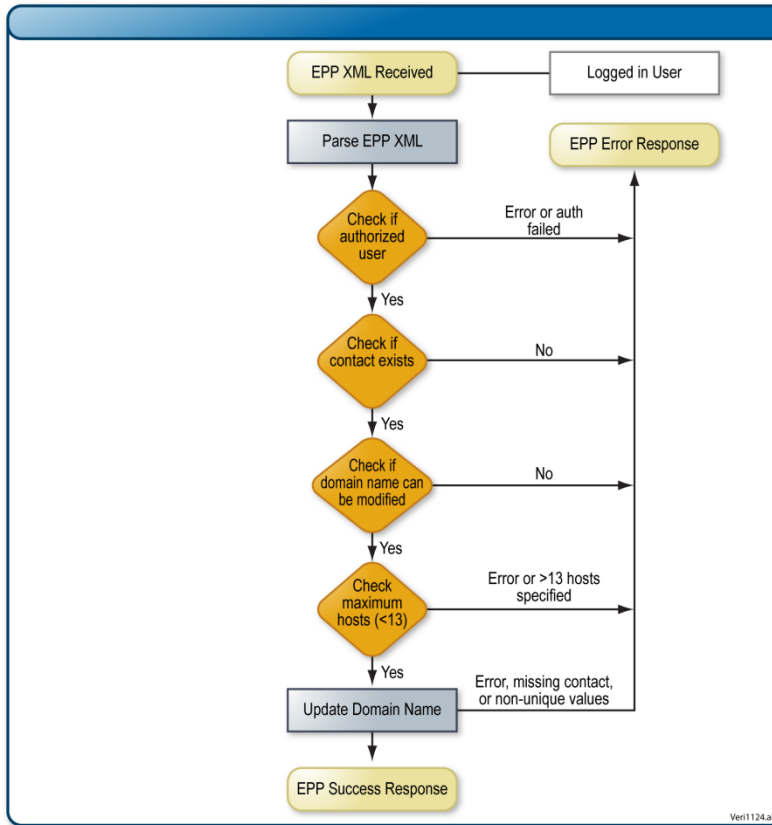 EPP XML Received
Logged in User
Parse EPP XML
EPP Error Response
Check if
authorized
user
Error or auth
failed
Yes
Check if
contact exists
No
Yes
Check if
domain name can
be modified
No
Yes
Check
maximum
hosts (<13)
Error or >13 hosts
specified
Yes
Update Domain Name
Error, missing contact,
or non-unique values
EPP Success Response
Veri1124.a